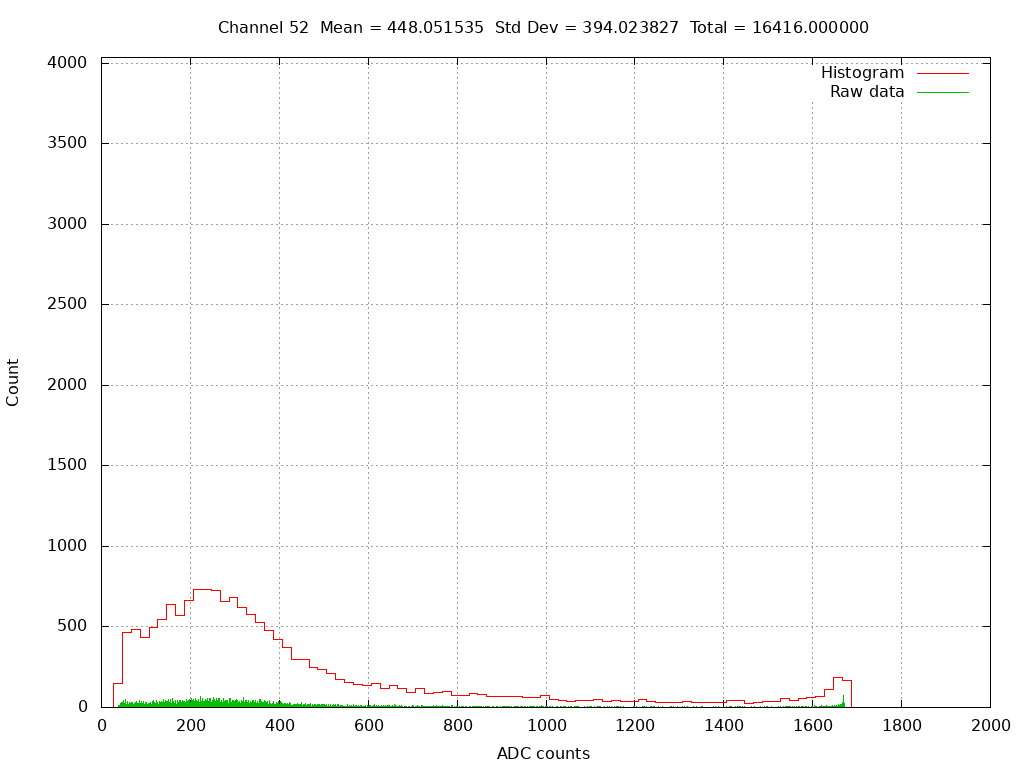 Channel 52  Mean = 448.051535  Std Dev = 394.023827  Total = 16416.000000
Histogram
Raw data
4000
3500
3000
2500
2000
1500
1000
500
0
Count
0 200 400 600 800 1000 1200 1400 1600 1800 2000
ADC counts